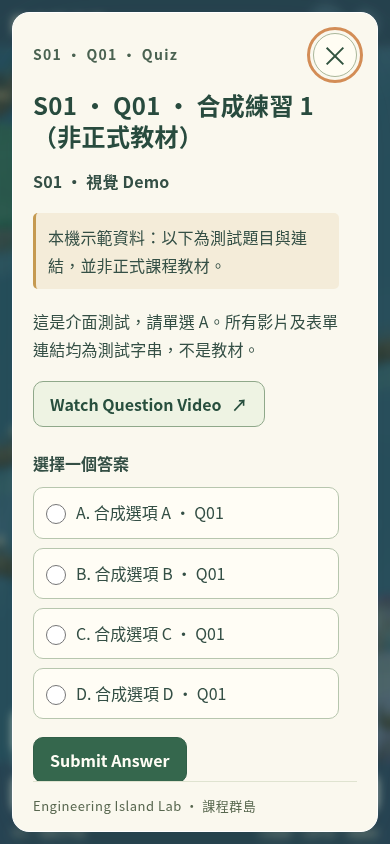 S01 · Q01 · Quiz
S01 · Q01 · 合成練習 1
（非正式教材）
S01 · 視覺 Demo
本機示範資料：以下為測試題目與連
結，並非正式課程教材。
這是介面測試，請單選 A。所有影片及表單
連結均為測試字串，不是教材。
Watch Question Video ↗
選擇一個答案
A. 合成選項 A · Q01
B. 合成選項 B · Q01
C. 合成選項 C · Q01
D. 合成選項 D · Q01
Submit Answer
Engineering Island Lab · 課程群島